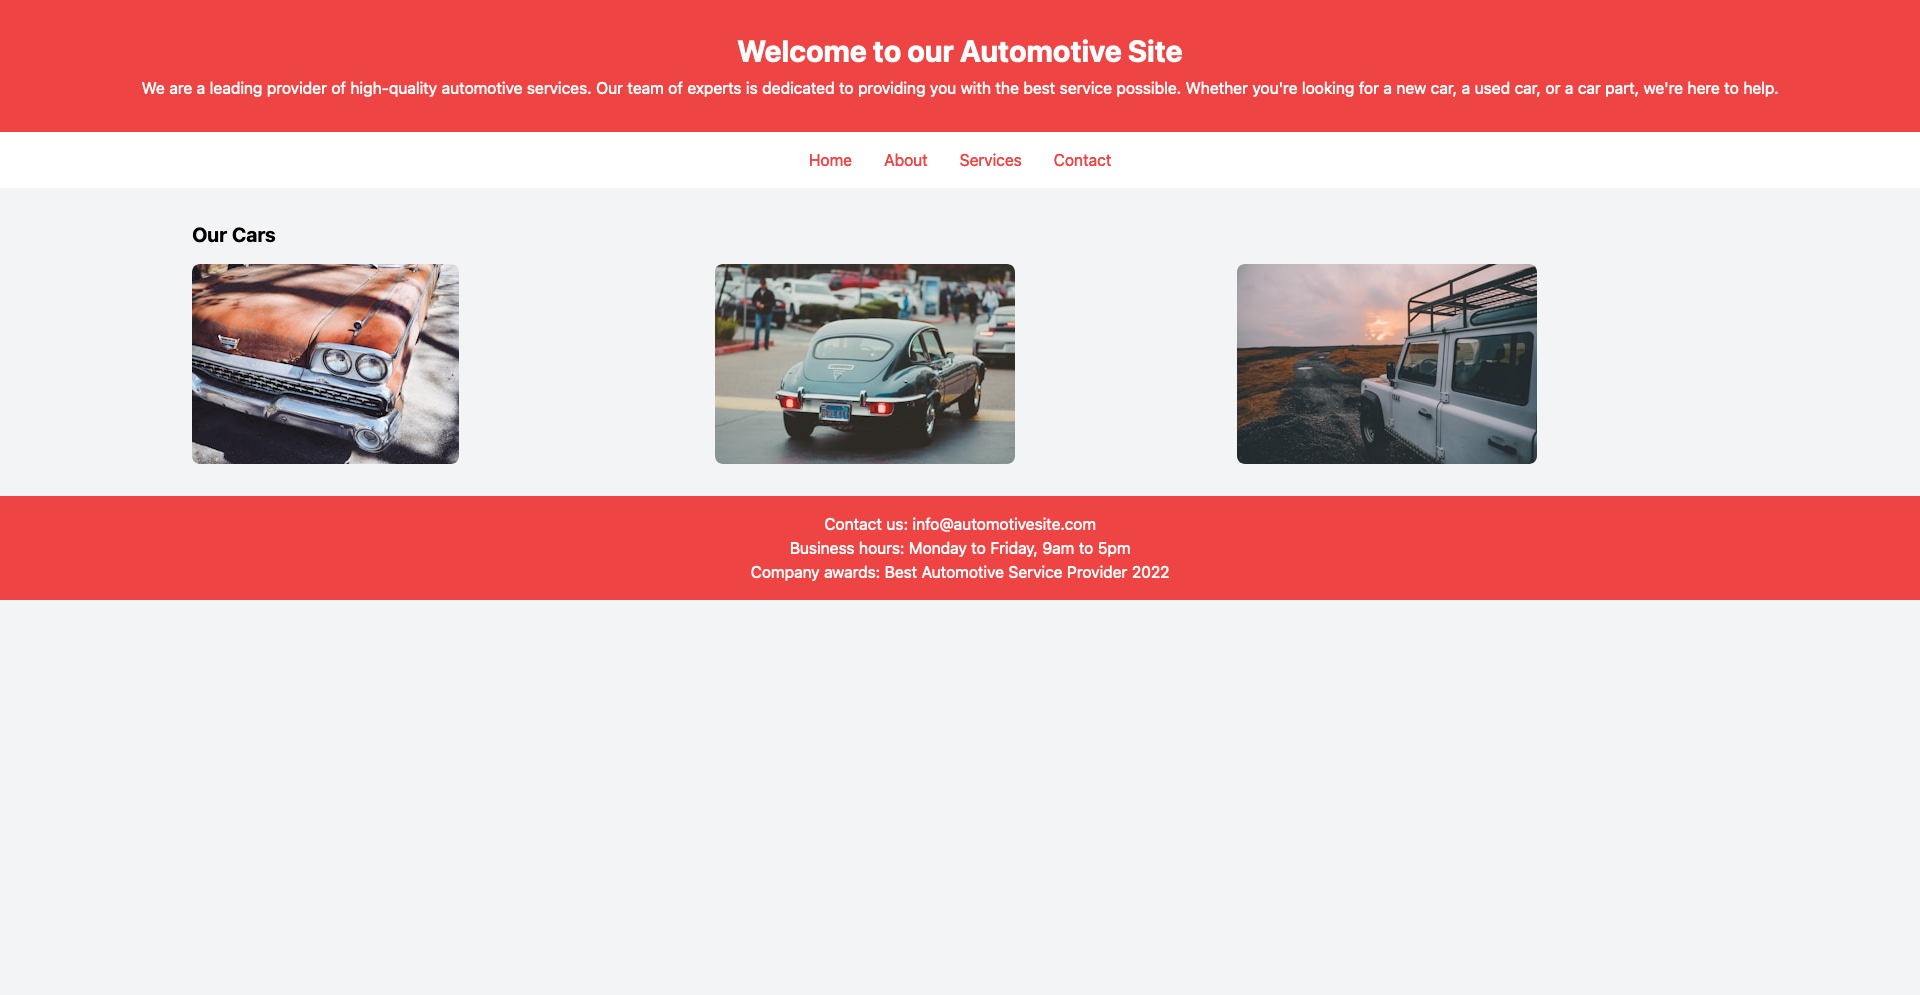 Welcome to our Automotive Site
We are a leading provider of high-quality automotive services. Our team of experts is dedicated to providing you with the best service possible. Whether you're looking for a new car, a used car, or a car part, we're here to help.
Home About Services Contact
Our Cars
Contact us: info@automotivesite.com
Business hours: Monday to Friday, 9am to 5pm
Company awards: Best Automotive Service Provider 2022